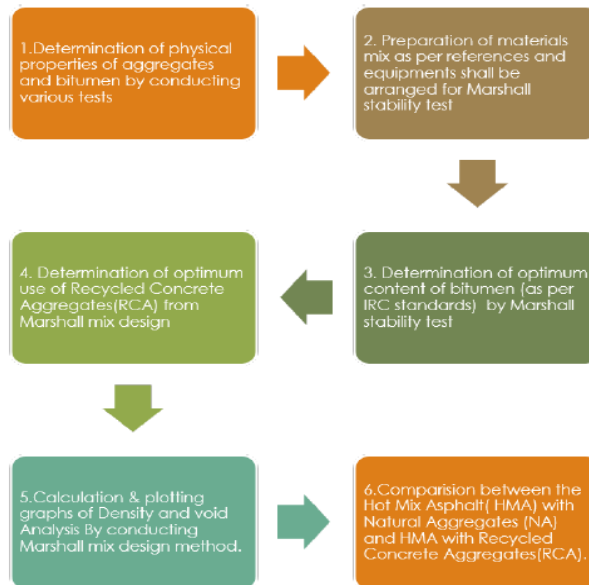 1.Determination of physical
properties of aggregates
and bitumen by conducting
various tests
2. Preparation of materials
mix as per references and
equipments shall be
arranged for Marshall
stability test
3. Determination of optimum
content of bitumen (as per
IRC standards) by Marshall
stability test
4. Determination of optimum
use of Recycled Concrete
Aggregates(RCA) from
Marshall mix design
5.Calculation & plotting
graphs of Density and void
Analysis By conducting
Marshall mix design method.
6.Comparision between the
Hot Mix Asphalt( HMA) with
Natural Aggregates (NA)
and HMA with Recycled
Concrete Aggregates(RCA).